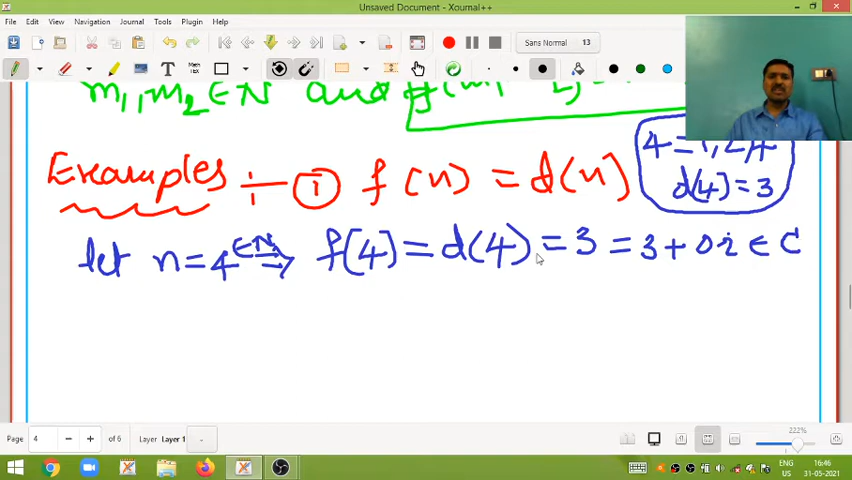 Unsaved Document - Xournal++
File Edit View Navigation Journal Tools Plugin Help
Sans Normal 13
m₁, m₂ ∈ N and
4 = 1, 2, 4
Examples ÷ ① f(n) = d(n)
d(4) = 3
let n = 4 ∈ N ⇒ f(4) = d(4) = 3 = 3 + 0i ∈ C
Page 4 of 6 Layer Layer 1
222%
ENG 16:46
US 31-05-2021